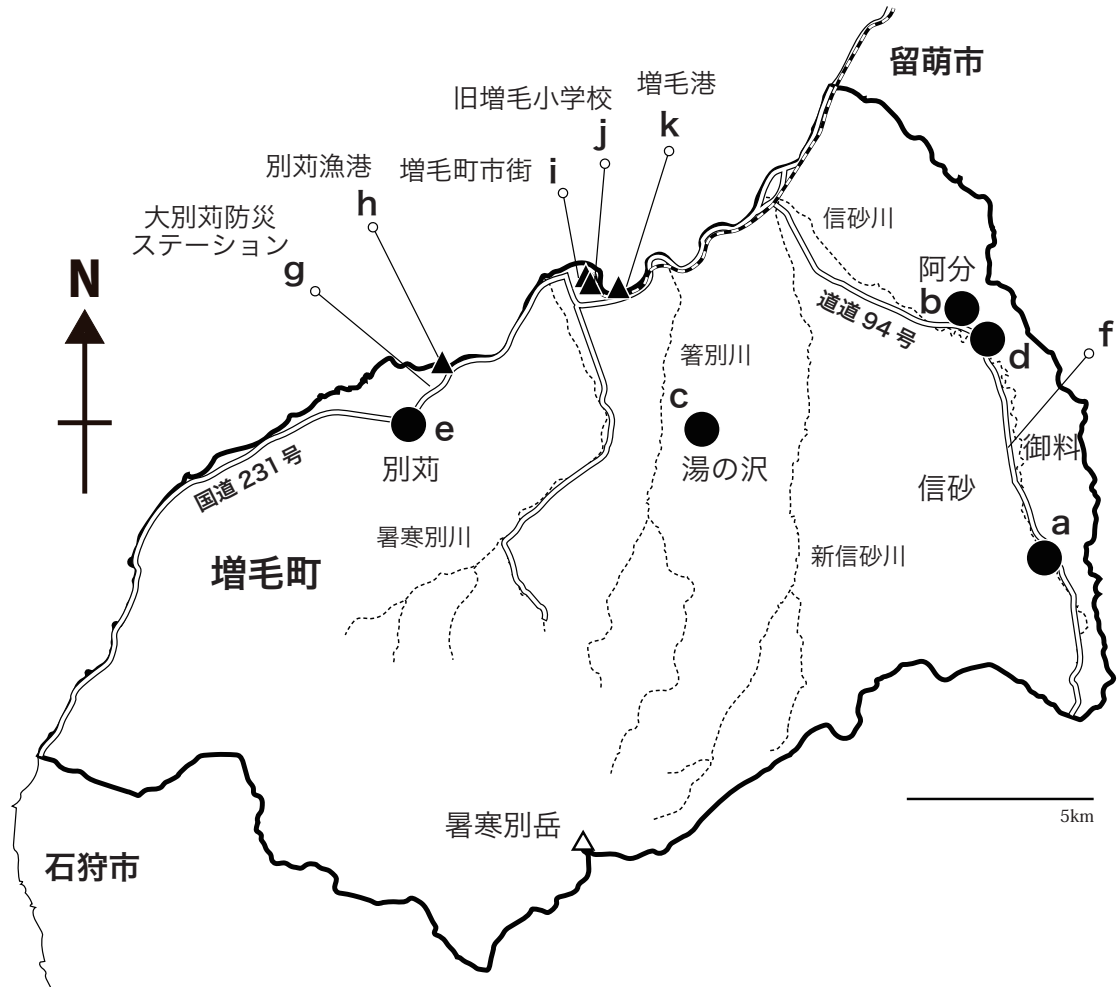 留萌市
増毛港
旧増毛小学校
k
j
別苅漁港
増毛町市街
i
h
大別苅防災
ステーション
g
N
信砂川
阿分
b
道道 94 号
d
f
箸別川
c
湯の沢
e
別苅
国道 231 号
御料
信砂
a
暑寒別川
新信砂川
増毛町
5km
暑寒別岳
石狩市